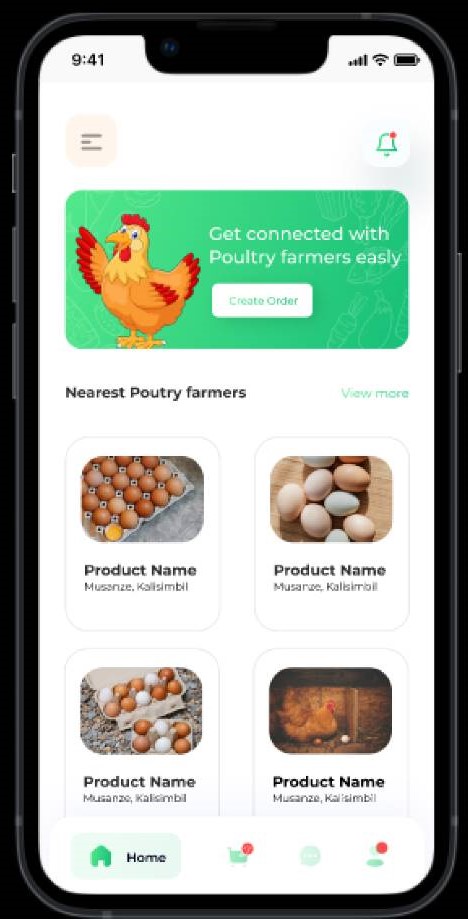 9:41
Get connected with
Poultry farmers easly
Create Order
Nearest Poutry farmers
View more
Product Name
Musanze, Kalisimbil
Product Name
Musanze, Kalisimbil
Product Name
Musanze, Kalisimbil
Product Name
Musanze, Kalisimbil
Home